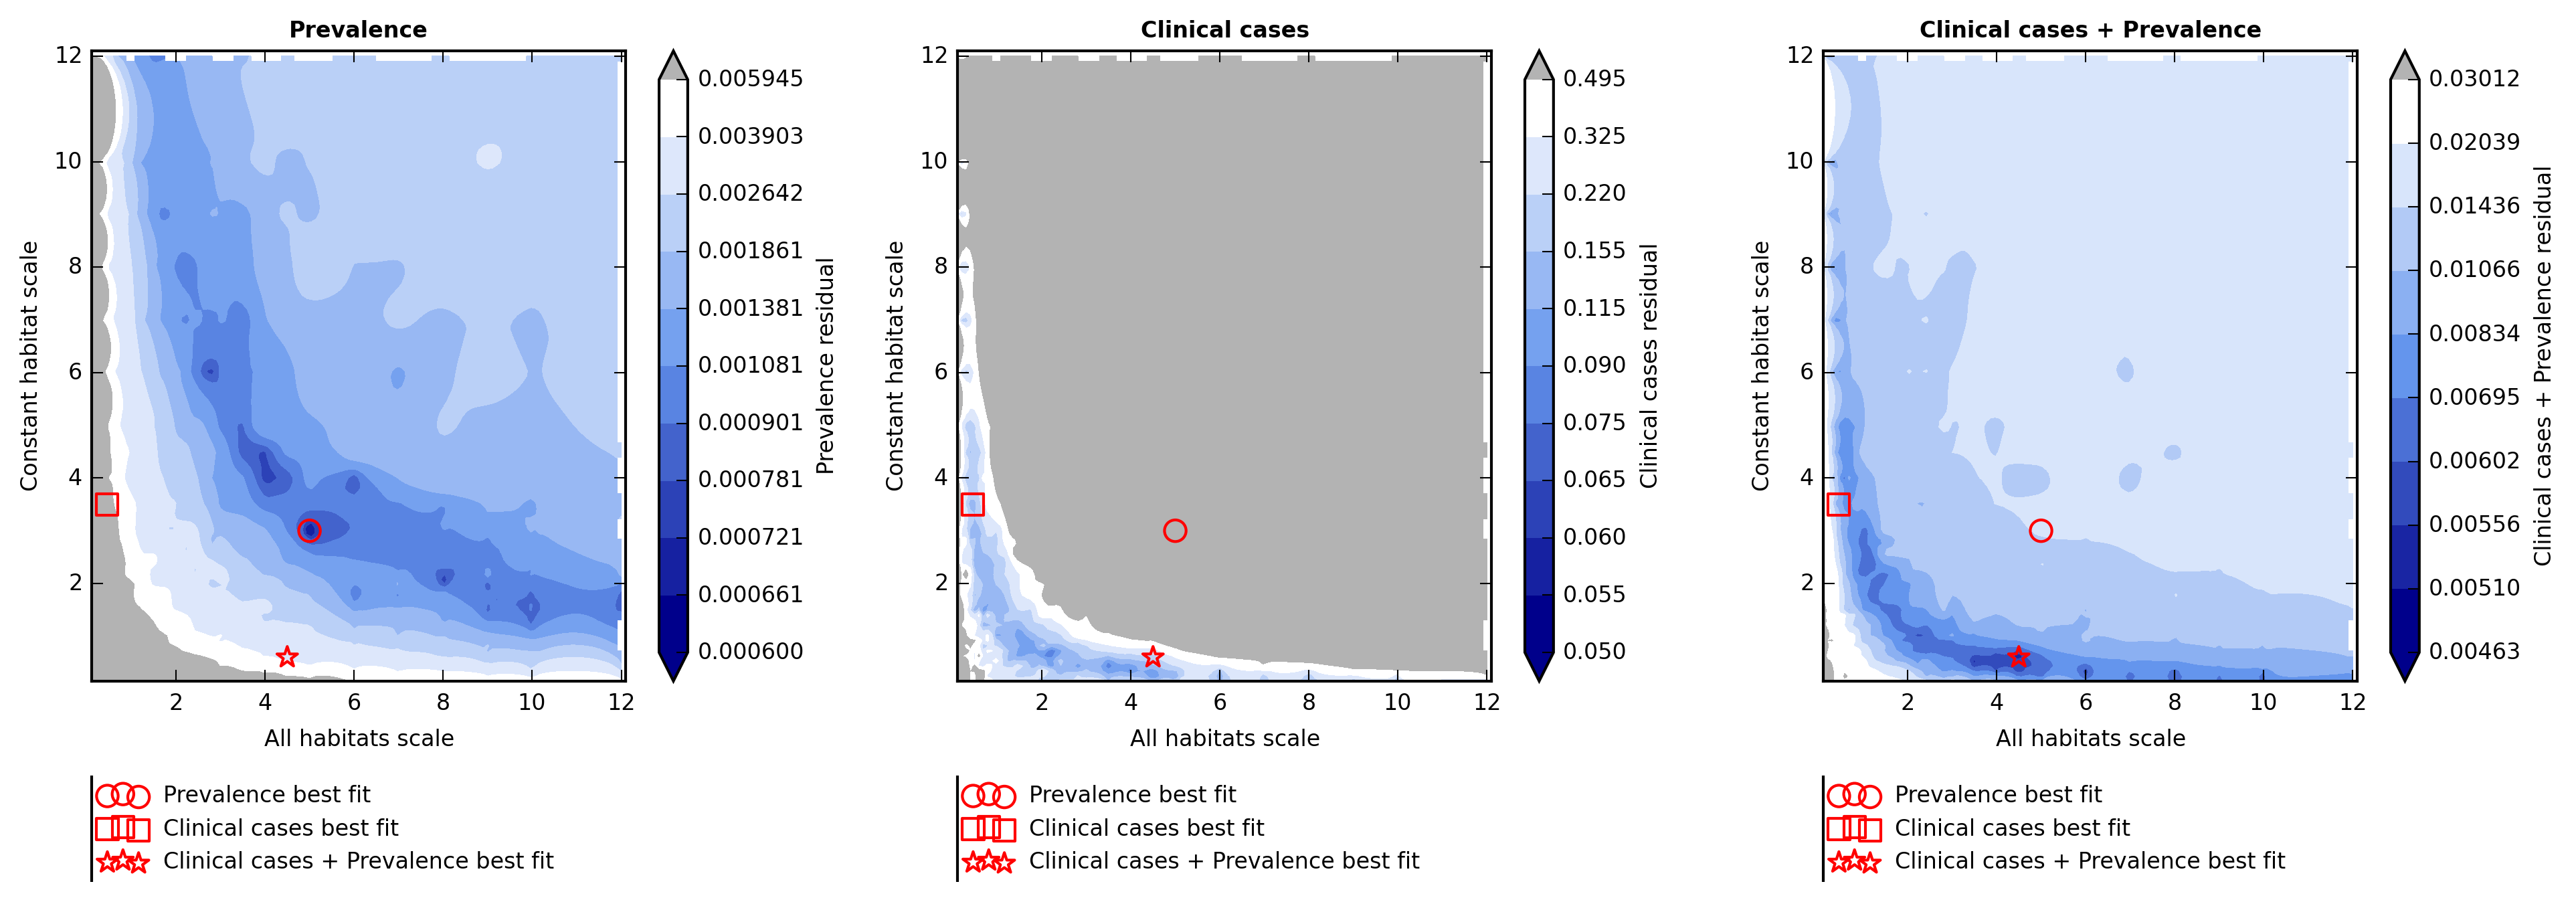 Prevalence
12
10
8
6
4
2
2 4 6 8 10 12
Constant habitat scale
All habitats scale
0.005945
0.003903
0.002642
0.001861
0.001381
0.001081
0.000901
0.000781
0.000721
0.000661
0.000600
Prevalence residual
Prevalence best fit
Clinical cases best fit
Clinical cases + Prevalence best fit
Clinical cases
12
10
8
6
4
2
2 4 6 8 10 12
Constant habitat scale
All habitats scale
0.495
0.325
0.220
0.155
0.115
0.090
0.075
0.065
0.060
0.055
0.050
Clinical cases residual
Prevalence best fit
Clinical cases best fit
Clinical cases + Prevalence best fit
Clinical cases + Prevalence
12
10
8
6
4
2
2 4 6 8 10 12
Constant habitat scale
All habitats scale
0.03012
0.02039
0.01436
0.01066
0.00834
0.00695
0.00602
0.00556
0.00510
0.00463
Clinical cases + Prevalence residual
Prevalence best fit
Clinical cases best fit
Clinical cases + Prevalence best fit